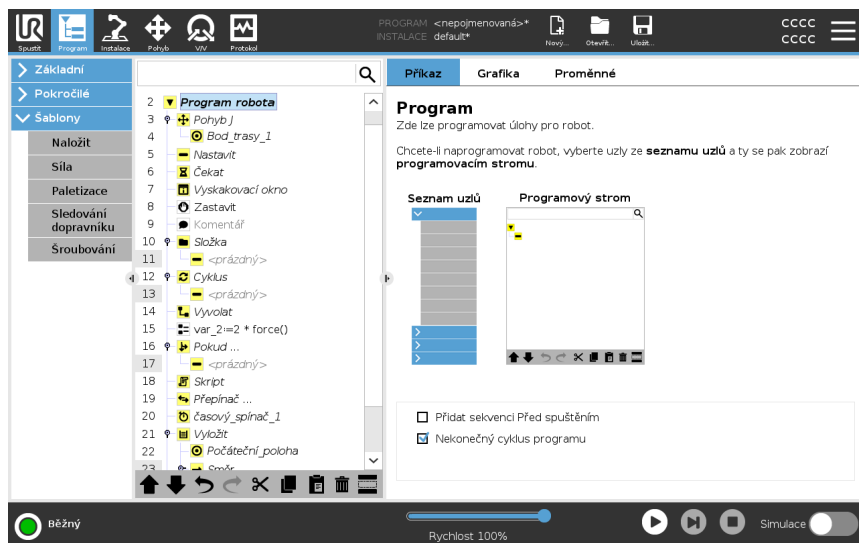 PROGRAM <nepojmenovaná>*
INSTALACE default*
Spustit
Program
Instalace
Pohyb
V/V
Protokol
Nový...
Otevřít...
Uložit...
CCCC
CCCC
Základní
Pokročilé
Šablony
Naložit
Síla
Paletizace
Sledování
dopravníku
Šroubování
2 Program robota
3 Pohyb J
4 Bod_trasy_1
5 Nastavit
6 Čekat
7 Vyskakovací okno
8 Zastavit
9 Komentář
10 Složka
11 <prázdný>
12 Cyklus
13 <prázdný>
14 Vyvolat
15 var_2:=2 * force()
16 Pokud ...
17 <prázdný>
18 Skript
19 Přepínač ...
20 časový_spínač_1
21 Vyložit
22 Počáteční_poloha
23 Směr
Příkaz
Grafika
Proměnné
Program
Zde lze programovat úlohy pro robot.
Chcete-li naprogramovat robot, vyberte uzly ze seznamu uzlů a ty se pak zobrazí
programovacím stromu.
Seznam uzlů
Programový strom
Přidat sekvenci Před spuštěním
Nekonečný cyklus programu
Běžný
Rychlost 100%
Simulace